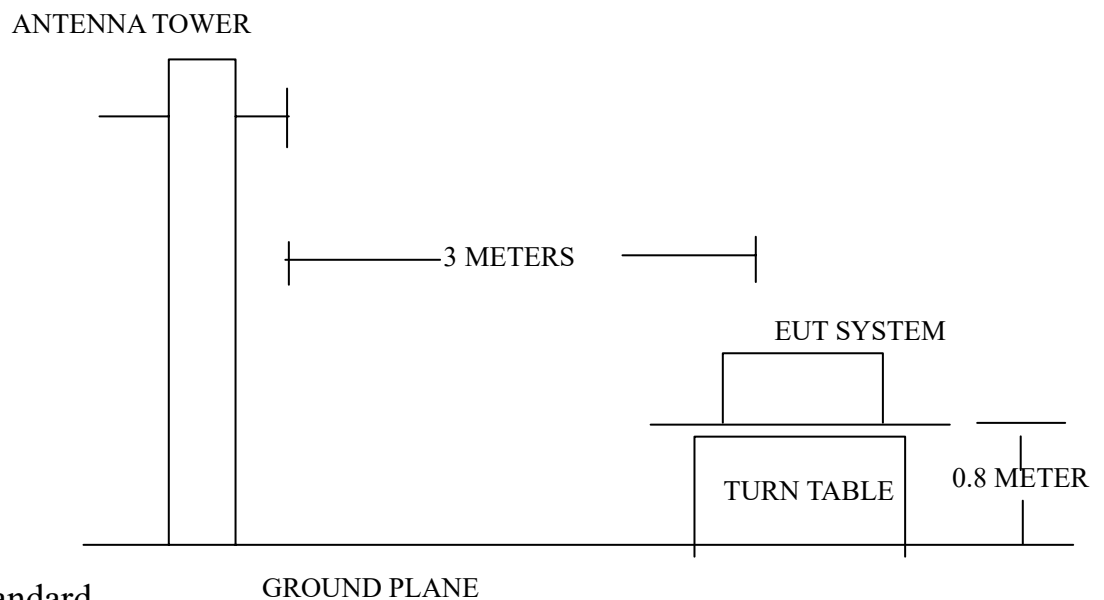 ANTENNA TOWER
3 METERS
EUT SYSTEM
0.8 METER
TURN TABLE
GROUND PLANE